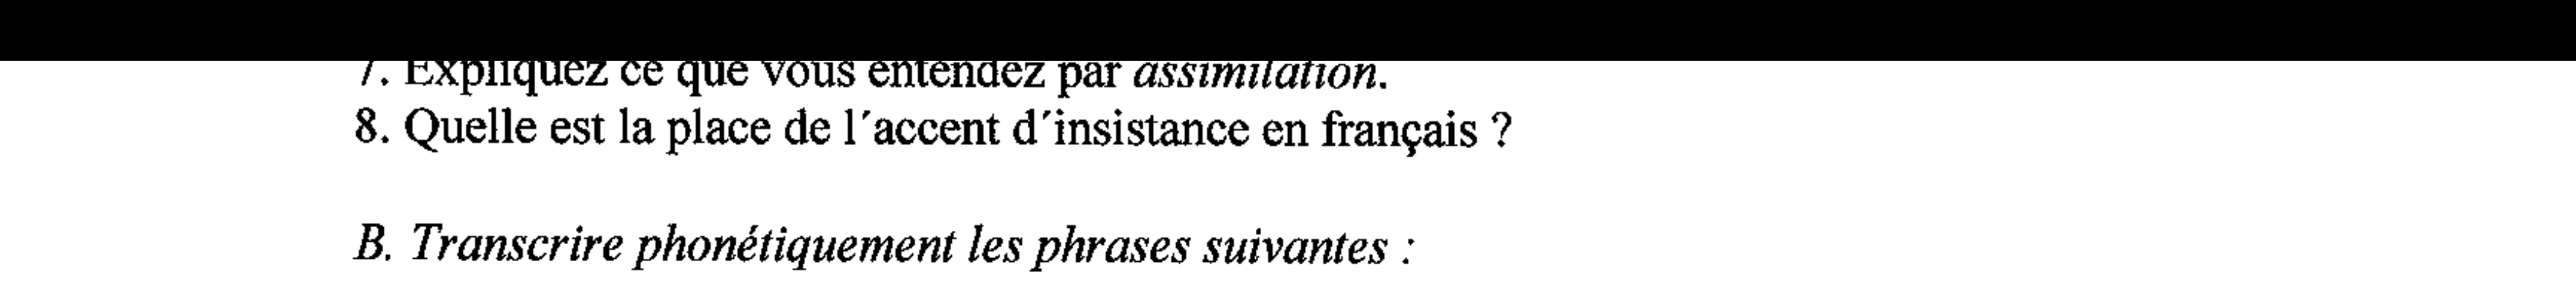 7. Expliquez ce que vous entendez par assimilation.
8. Quelle est la place de l´accent d´insistance en français ?
B. Transcrire phonétiquement les phrases suivantes :